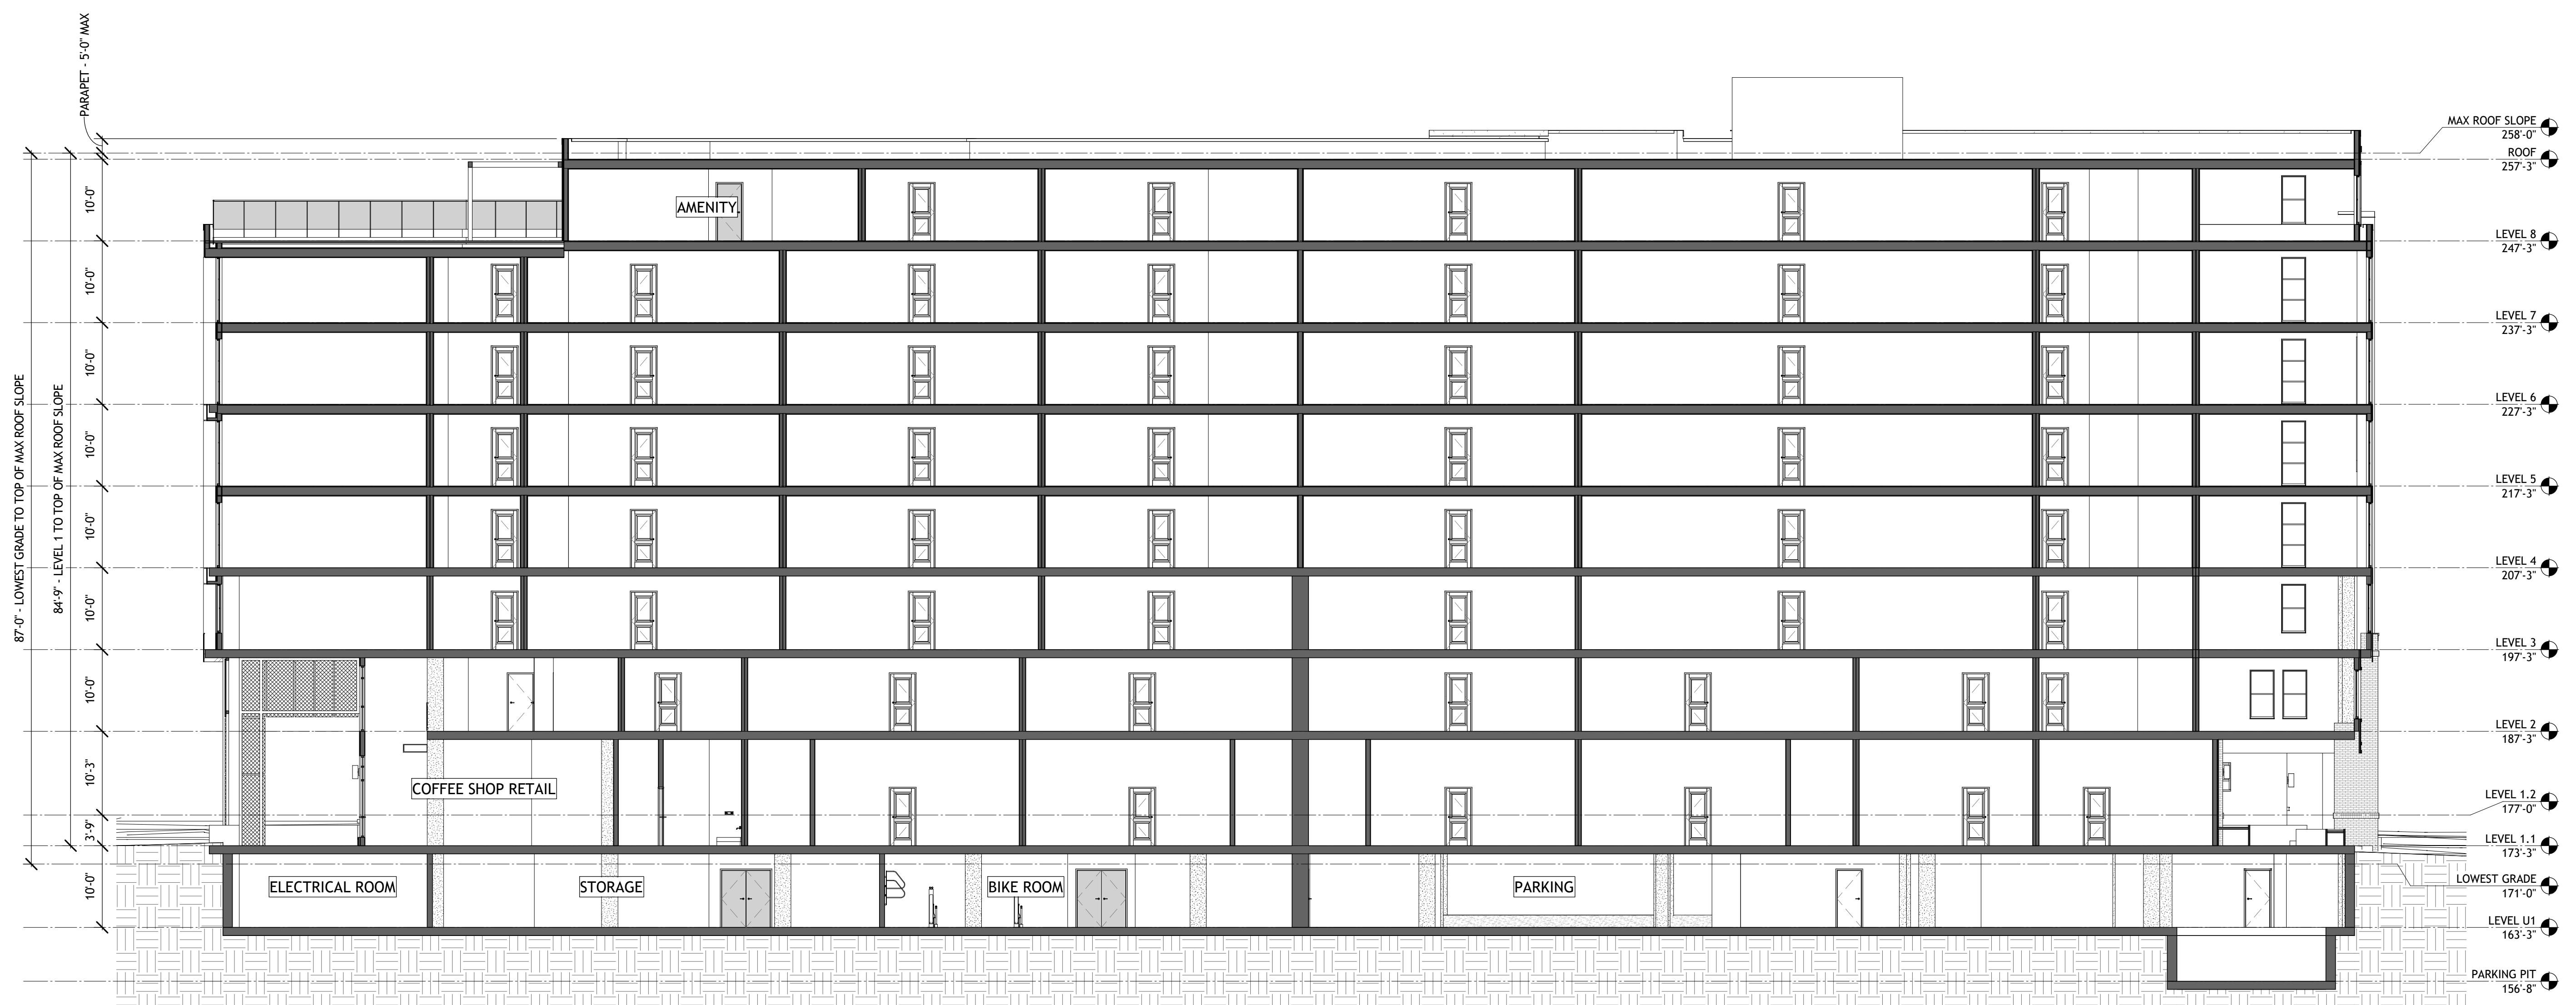 PARAPET - 5'-0" MAX
87'-0" - LOWEST GRADE TO TOP OF MAX ROOF SLOPE
84'-9" - LEVEL 1 TO TOP OF MAX ROOF SLOPE
10'-0"
10'-0"
10'-0"
10'-0"
10'-0"
10'-0"
10'-0"
10'-3"
3'-9"
10'-0"
AMENITY
COFFEE SHOP RETAIL
ELECTRICAL ROOM
STORAGE
BIKE ROOM
PARKING
MAX ROOF SLOPE
258'-0"
ROOF
257'-3"
LEVEL 8
247'-3"
LEVEL 7
237'-3"
LEVEL 6
227'-3"
LEVEL 5
217'-3"
LEVEL 4
207'-3"
LEVEL 3
197'-3"
LEVEL 2
187'-3"
LEVEL 1.2
177'-0"
LEVEL 1.1
173'-3"
LOWEST GRADE
171'-0"
LEVEL U1
163'-3"
PARKING PIT
156'-8"